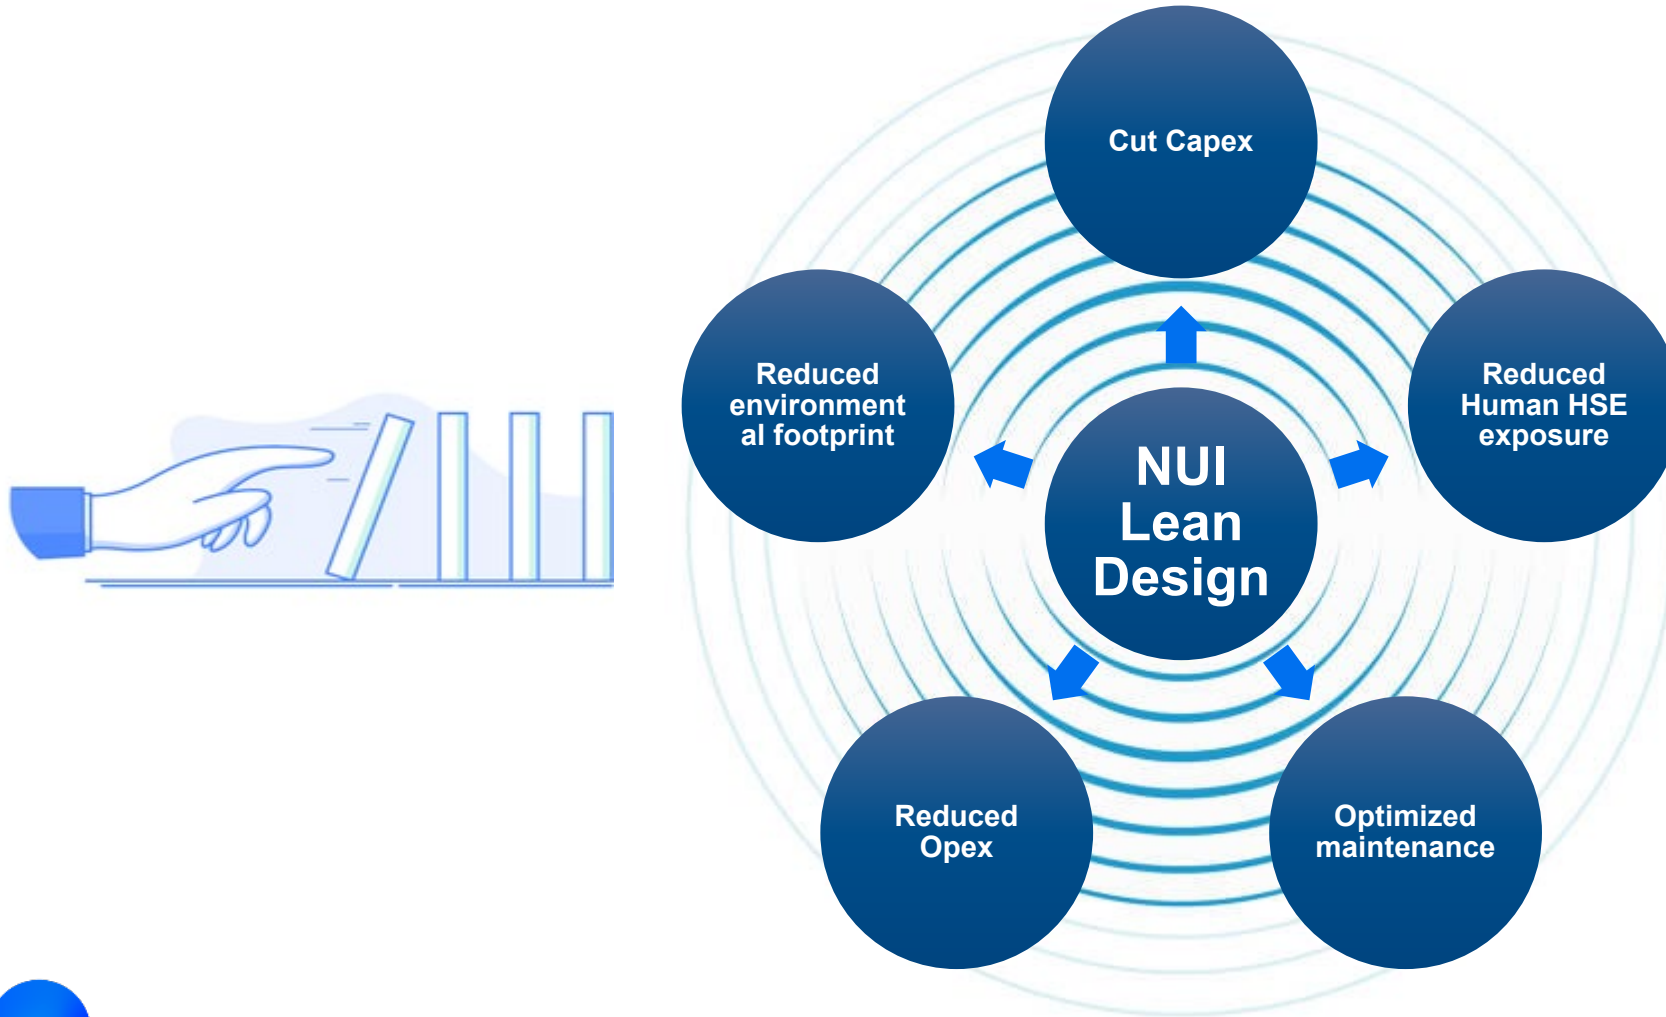 Cut Capex
Reduced
environment
al footprint
Reduced
Human HSE
exposure
NUI
Lean
Design
Reduced
Opex
Optimized
maintenance